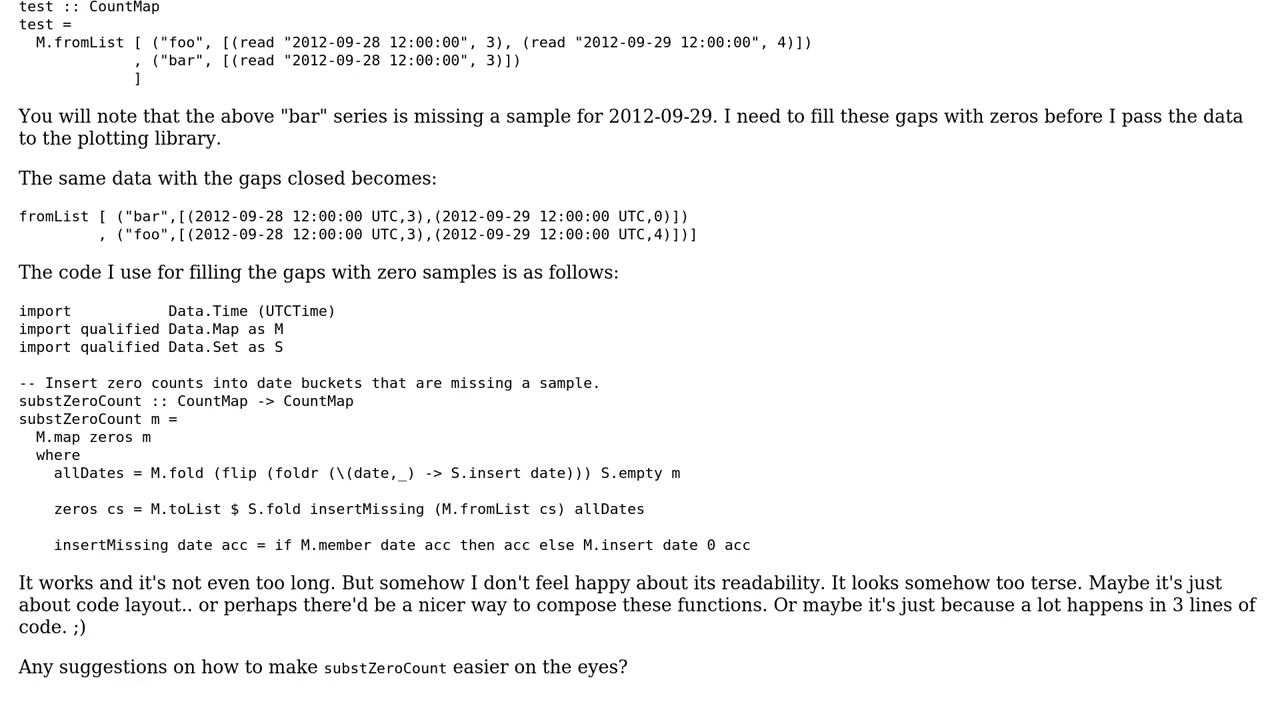 test :: CountMap
test =
  M.fromList [ ("foo", [(read "2012-09-28 12:00:00", 3), (read "2012-09-29 12:00:00", 4)])
             , ("bar", [(read "2012-09-28 12:00:00", 3)])
             ]
You will note that the above "bar" series is missing a sample for 2012-09-29. I need to fill these gaps with zeros before I pass the data
to the plotting library.
The same data with the gaps closed becomes:
fromList [ ("bar",[(2012-09-28 12:00:00 UTC,3),(2012-09-29 12:00:00 UTC,0)])
         , ("foo",[(2012-09-28 12:00:00 UTC,3),(2012-09-29 12:00:00 UTC,4)])]
The code I use for filling the gaps with zero samples is as follows:
import           Data.Time (UTCTime)
import qualified Data.Map as M
import qualified Data.Set as S
-- Insert zero counts into date buckets that are missing a sample.
substZeroCount :: CountMap -> CountMap
substZeroCount m =
  M.map zeros m
  where
    allDates = M.fold (flip (foldr (\(date,_) -> S.insert date))) S.empty m
    zeros cs = M.toList $ S.fold insertMissing (M.fromList cs) allDates
    insertMissing date acc = if M.member date acc then acc else M.insert date 0 acc
It works and it's not even too long. But somehow I don't feel happy about its readability. It looks somehow too terse. Maybe it's just
about code layout.. or perhaps there'd be a nicer way to compose these functions. Or maybe it's just because a lot happens in 3 lines of
code. ;)
Any suggestions on how to make substZeroCount easier on the eyes?